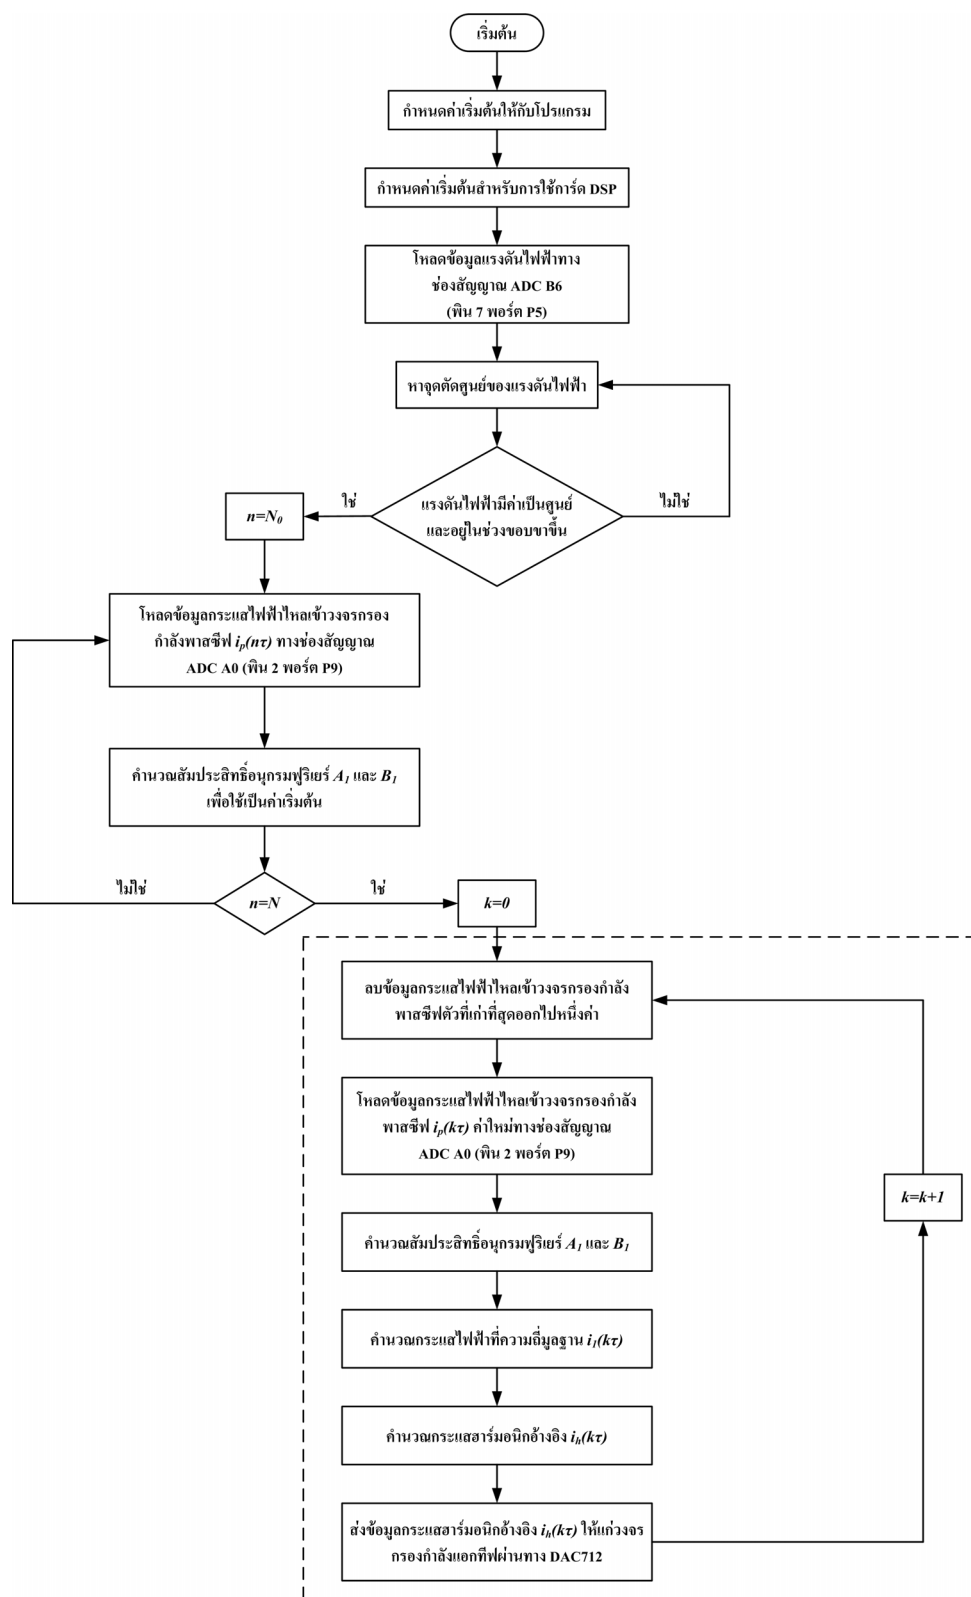 เริ่มต้น
กำหนดค่าเริ่มต้นให้กับโปรแกรม
กำหนดค่าเริ่มต้นสำหรับการใช้การ์ด DSP
โหลดข้อมูลแรงดันไฟฟ้าทาง
ช่องสัญญาณ ADC B6
(พิน 7 พอร์ต P5)
หาจุดตัดศูนย์ของแรงดันไฟฟ้า
แรงดันไฟฟ้ามีค่าเป็นศูนย์
และอยู่ในช่วงขอบขาขึ้น
ใช่
ไม่ใช่
n=N₀
โหลดข้อมูลกระแสไฟฟ้าไหลเข้าวงจรกรอง
กำลังพาสซีฟ iₚ(nτ) ทางช่องสัญญาณ
ADC A0 (พิน 2 พอร์ต P9)
คำนวณสัมประสิทธิ์อนุกรมฟูริเยร์ A₁ และ B₁
เพื่อใช้เป็นค่าเริ่มต้น
ไม่ใช่
n=N
ใช่
k=0
ลบข้อมูลกระแสไฟฟ้าไหลเข้าวงจรกรองกำลัง
พาสซีฟตัวที่เก่าที่สุดออกไปหนึ่งค่า
โหลดข้อมูลกระแสไฟฟ้าไหลเข้าวงจรกรองกำลัง
พาสซีฟ iₚ(kτ) ค่าใหม่ทางช่องสัญญาณ
ADC A0 (พิน 2 พอร์ต P9)
k=k+1
คำนวณสัมประสิทธิ์อนุกรมฟูริเยร์ A₁ และ B₁
คำนวณกระแสไฟฟ้าที่ความถี่มูลฐาน i₁(kτ)
คำนวณกระแสฮาร์มอนิกอ้างอิง iₕ(kτ)
ส่งข้อมูลกระแสฮาร์มอนิกอ้างอิง iₕ(kτ) ให้แก่วงจร
กรองกำลังแอกทีฟผ่านทาง DAC712